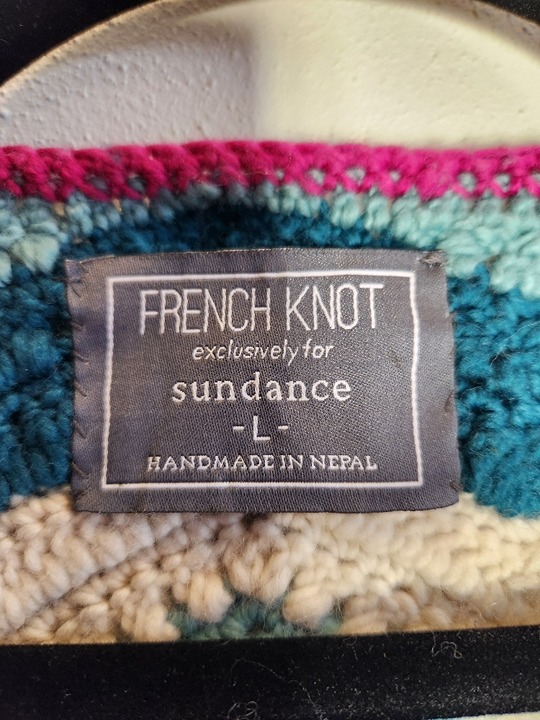 FRENCH KNOT
exclusively for
sundance
-L-
HANDMADE IN NEPAL